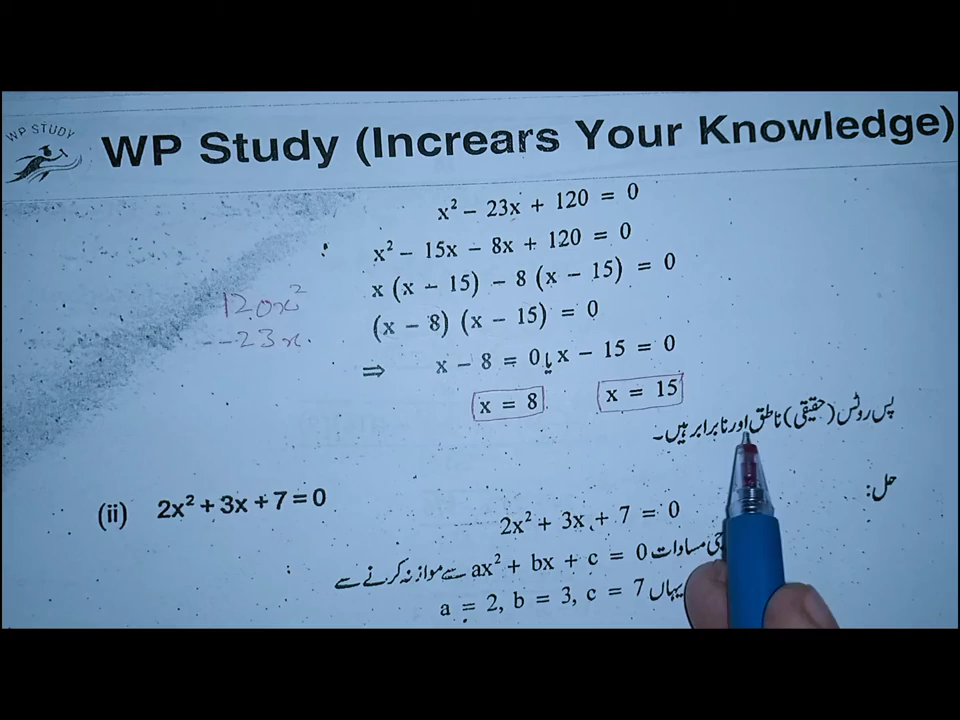 WP STUDY
WP Study (Increars Your Knowledge)
x² − 23x + 120 = 0
x² − 15x − 8x + 120 = 0
x (x − 15) − 8 (x − 15) = 0
120x²
(x − 8) (x − 15) = 0
−23x
⇒ x − 8 = 0 یا x − 15 = 0
x = 8 x = 15
پس روٹس (حقیقی) ناطق اور نابرابر ہیں۔
حل:
(ii) 2x² + 3x + 7 = 0
2x² + 3x + 7 = 0
مساوات ax² + bx + c = 0 سے موازنہ کرنے سے
یہاں a = 2, b = 3, c = 7